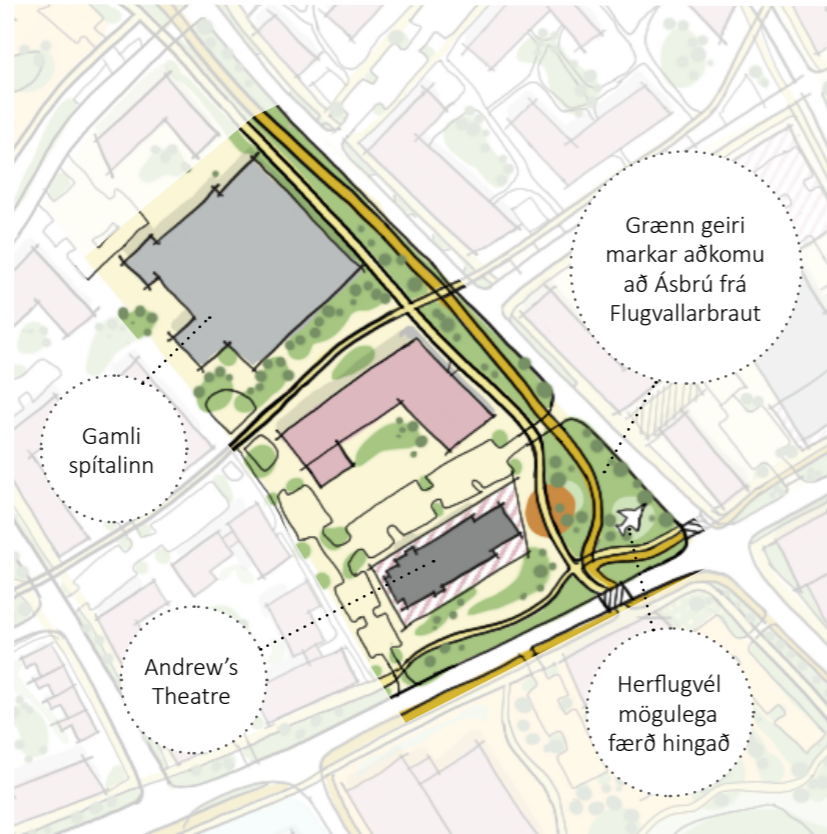 Grænn geiri
markar aðkomu
að Ásbrú frá
Flugvallarbraut
Gamli
spítalinn
Andrew’s
Theatre
Herflugvél
mögulega
færð hingað